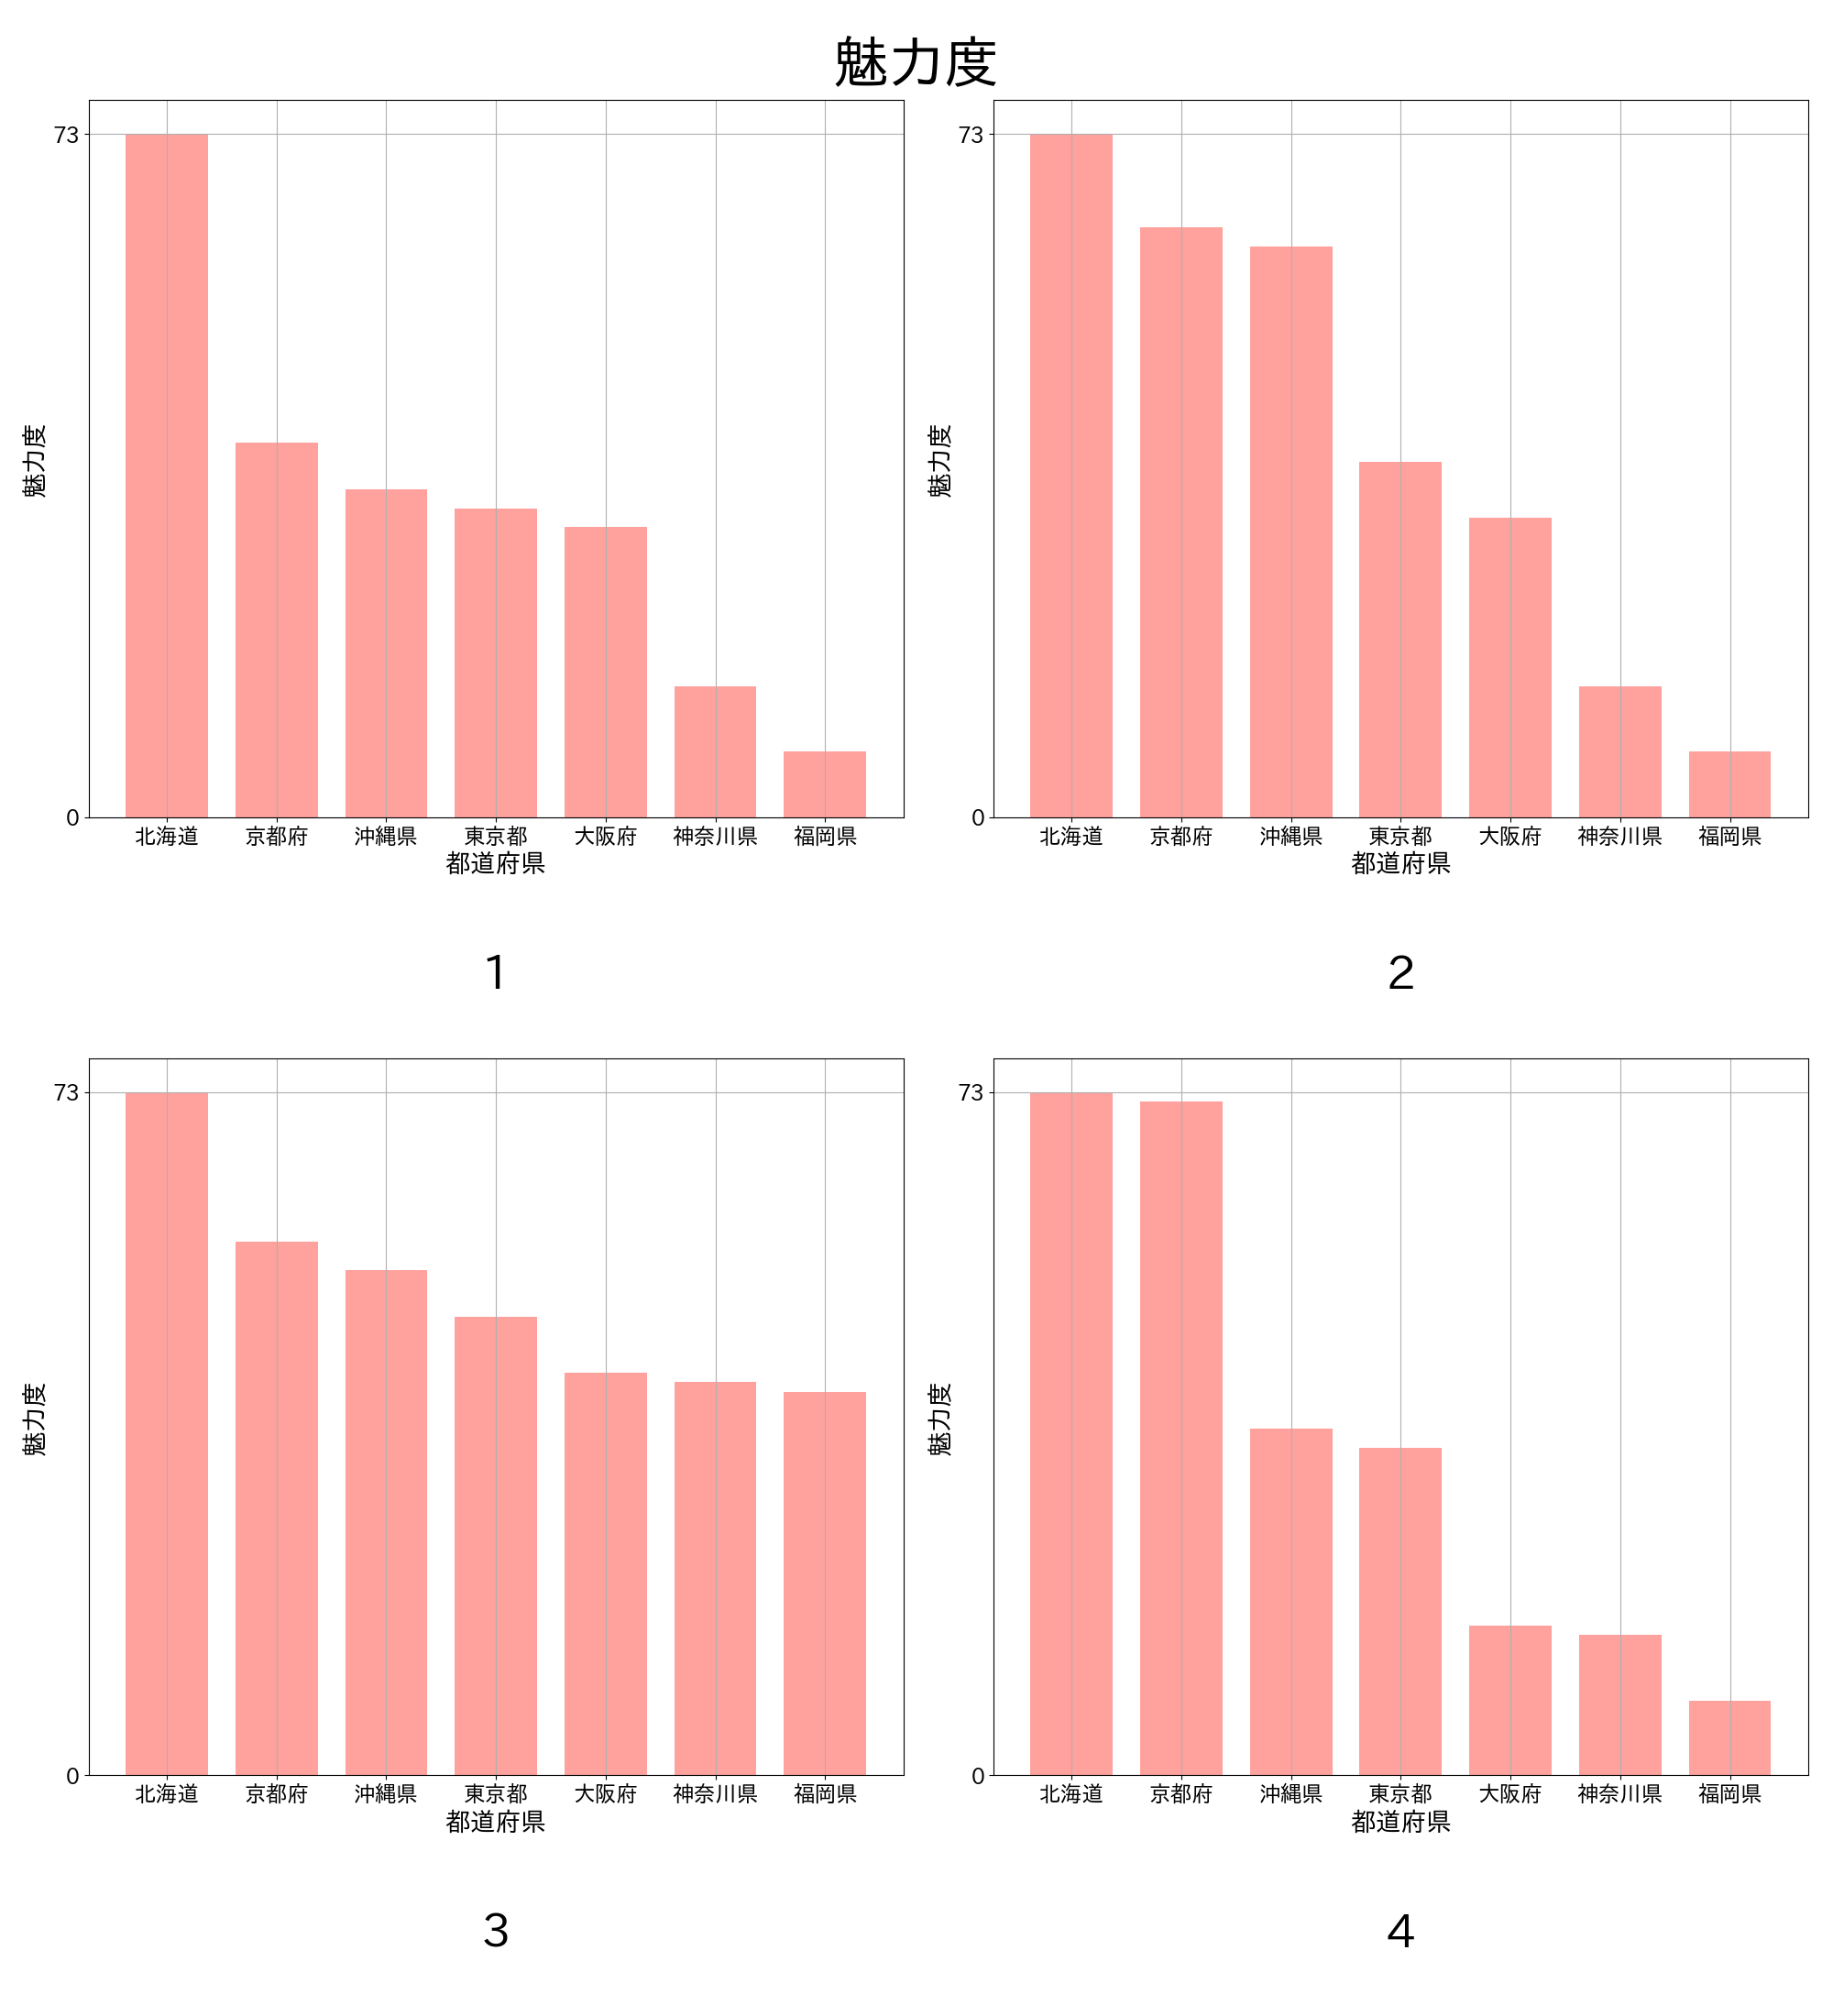 魅力度
73
0
魅力度
北海道 京都府 沖縄県 東京都 大阪府 神奈川県 福岡県
都道府県
1
73
0
魅力度
北海道 京都府 沖縄県 東京都 大阪府 神奈川県 福岡県
都道府県
2
73
0
魅力度
北海道 京都府 沖縄県 東京都 大阪府 神奈川県 福岡県
都道府県
3
73
0
魅力度
北海道 京都府 沖縄県 東京都 大阪府 神奈川県 福岡県
都道府県
4